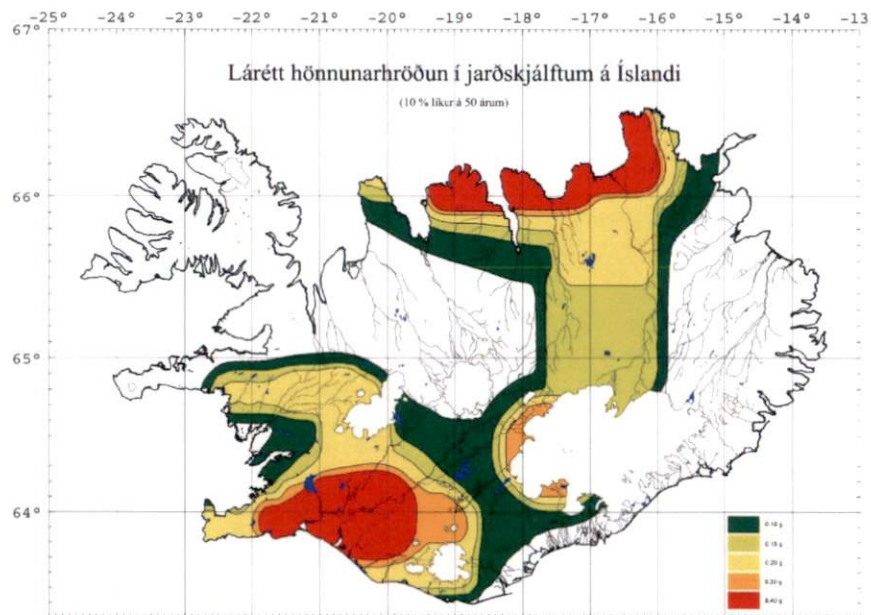 -25° -24° -23° -22° -21° -20° -19° -18° -17° -16° -15° -14° -13
67°
Lárétt hönnunarhröðun í jarðskjálftum á Íslandi
(10 % líkur á 50 árum)
66°
65°
64°
0.10 g
0.15 g
0.20 g
0.30 g
0.40 g